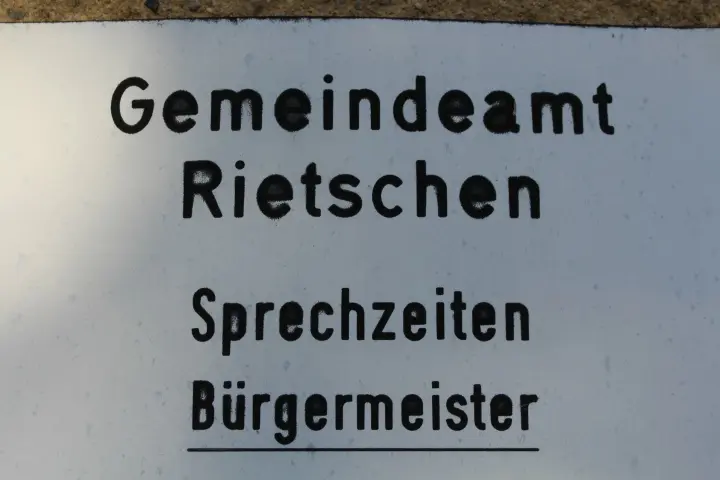 Gemeindeamt
Rietschen
Sprechzeiten
Bürgermeister